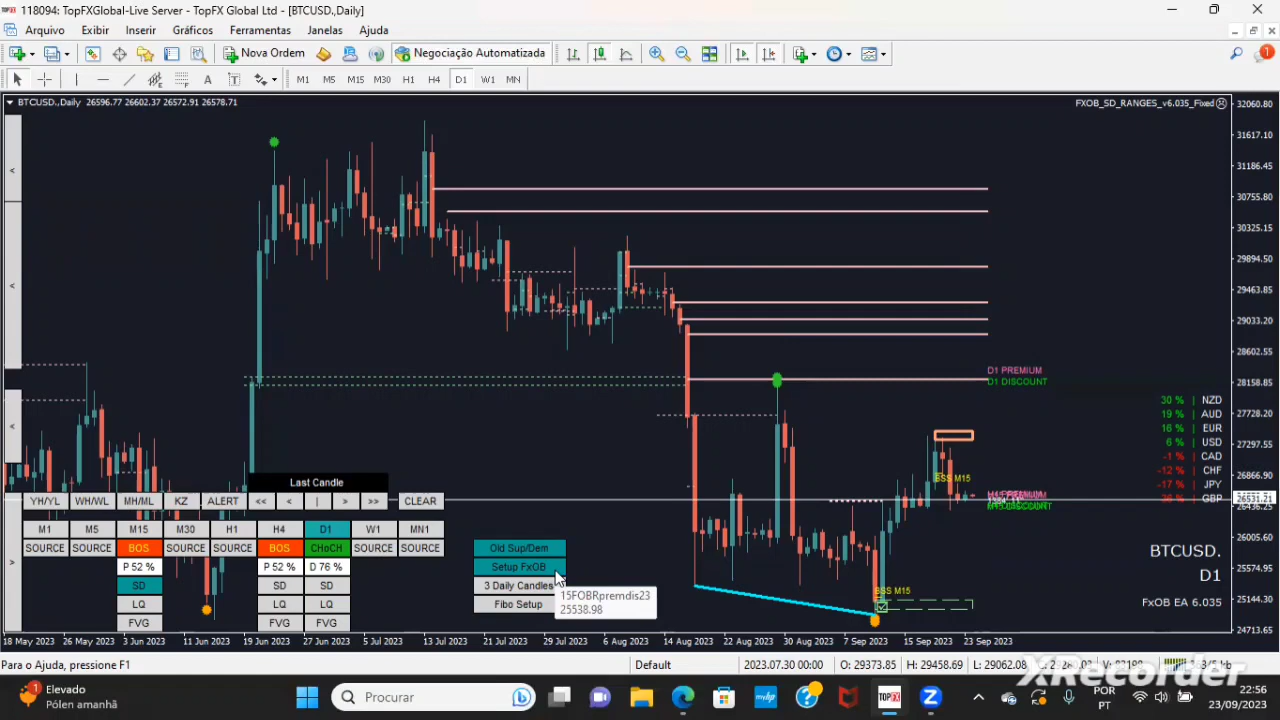 118094: TopFXGlobal-Live Server - TopFX Global Ltd - [BTCUSD.,Daily]
Arquivo Exibir Inserir Gráficos Ferramentas Janelas Ajuda
Nova Ordem Negociação Automatizada 1
A T M1 M5 M15 M30 H1 H4 D1 W1 MN
BTCUSD.,Daily 26596.77 26602.37 26572.91 26578.71
FXOB_SD_RANGES_v6.035_Fixed
32060.80
31617.10
31186.45
30755.80
30325.15
29894.50
29463.85
29033.20
28602.55
28158.85
27728.20
27297.55
26866.90
26531.71
26436.25
26005.60
25574.95
25144.30
24713.65
D1 PREMIUM
D1 DISCOUNT
30 % | NZD
19 % | AUD
16 % | EUR
6 % | USD
-1 % | CAD
-12 % | CHF
-17 % | JPY
-36 % | GBP
BSS M15
BSS M15
BTCUSD.
D1
FxOB EA 6.035
Last Candle
YH/YL WH/WL MH/ML KZ ALERT << < | > >> CLEAR
M1 M5 M15 M30 H1 H4 D1 W1 MN1
SOURCE SOURCE BOS SOURCE SOURCE BOS CHoCH SOURCE SOURCE
P 52 % P 52 % D 76 %
SD SD SD
LQ LQ LQ
FVG FVG FVG
Old Sup/Dem
Setup FxOB
3 Daily Candles
Fibo Setup
15FOBRpremdis23
25538.98
18 May 2023 26 May 2023 3 Jun 2023 11 Jun 2023 19 Jun 2023 27 Jun 2023 5 Jul 2023 13 Jul 2023 21 Jul 2023 29 Jul 2023 6 Aug 2023 14 Aug 2023 22 Aug 2023 30 Aug 2023 7 Sep 2023 15 Sep 2023 23 Sep 2023
Para o Ajuda, pressione F1 Default 2023.07.30 00:00 O: 29373.85 H: 29458.69 L: 29062.08
XRecorder
1 Elevado
Pólen amanhã
Procurar
myhp
TOPFX
POR
PT
22:56
23/09/2023